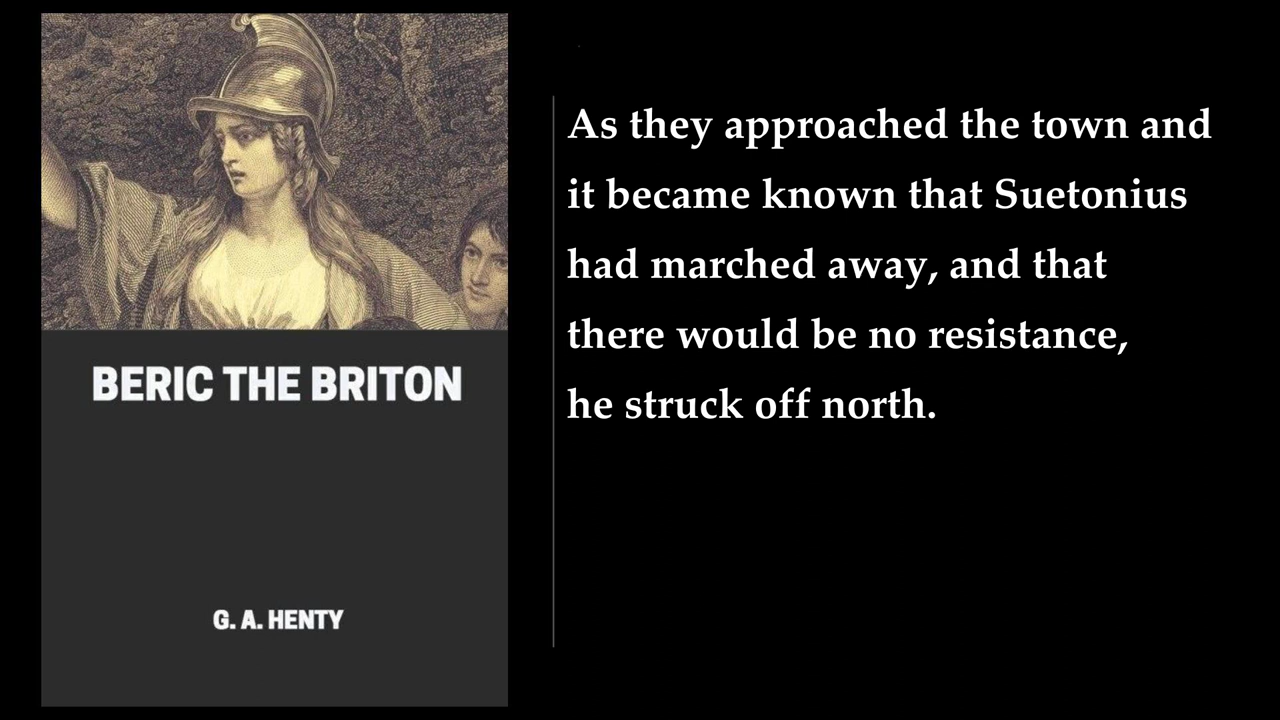 BERIC THE BRITON
G. A. HENTY
As they approached the town and
it became known that Suetonius
had marched away, and that
there would be no resistance,
he struck off north.